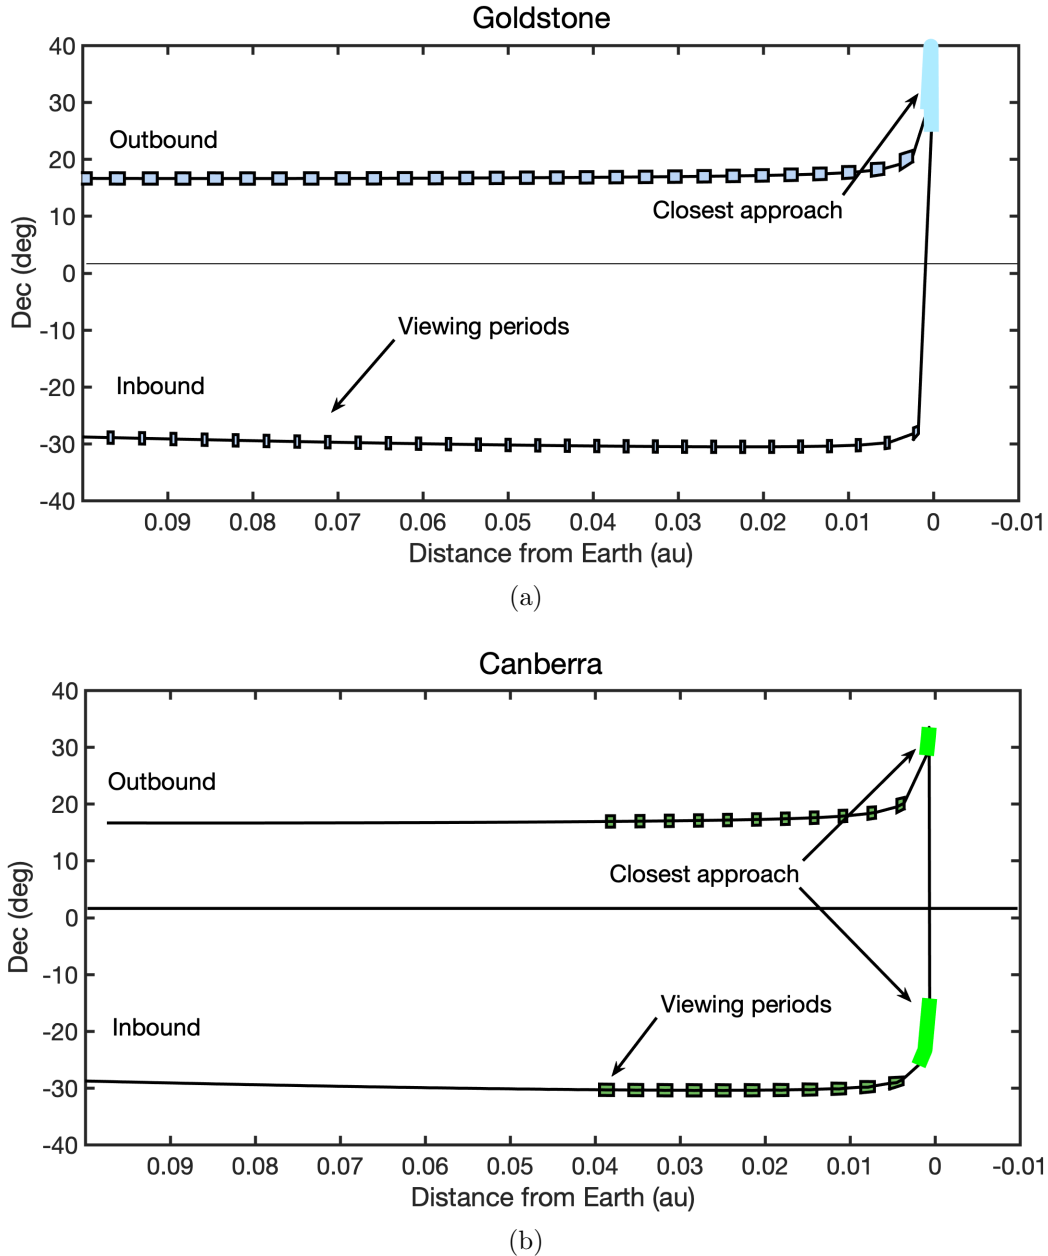 Goldstone
40
30
20
10
0
-10
-20
-30
-40
Dec (deg)
Outbound
Closest approach
Viewing periods
Inbound
0.09 0.08 0.07 0.06 0.05 0.04 0.03 0.02 0.01 0 -0.01
Distance from Earth (au)
(a)
Canberra
40
30
20
10
0
-10
-20
-30
-40
Dec (deg)
Outbound
Closest approach
Viewing periods
Inbound
0.09 0.08 0.07 0.06 0.05 0.04 0.03 0.02 0.01 0 -0.01
Distance from Earth (au)
(b)